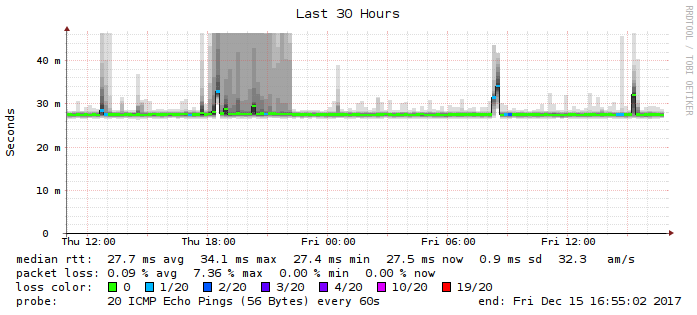 Last 30 Hours
RRDTOOL / TOBI OETIKER
Seconds
40 m
30 m
20 m
10 m
0
Thu 12:00 Thu 18:00 Fri 00:00 Fri 06:00 Fri 12:00
median rtt: 27.7 ms avg 34.1 ms max 27.4 ms min 27.5 ms now 0.9 ms sd 32.3 am/s
packet loss: 0.09 % avg 7.36 % max 0.00 % min 0.00 % now
loss color: 0 1/20 2/20 3/20 4/20 10/20 19/20
probe: 20 ICMP Echo Pings (56 Bytes) every 60s end: Fri Dec 15 16:55:02 2017